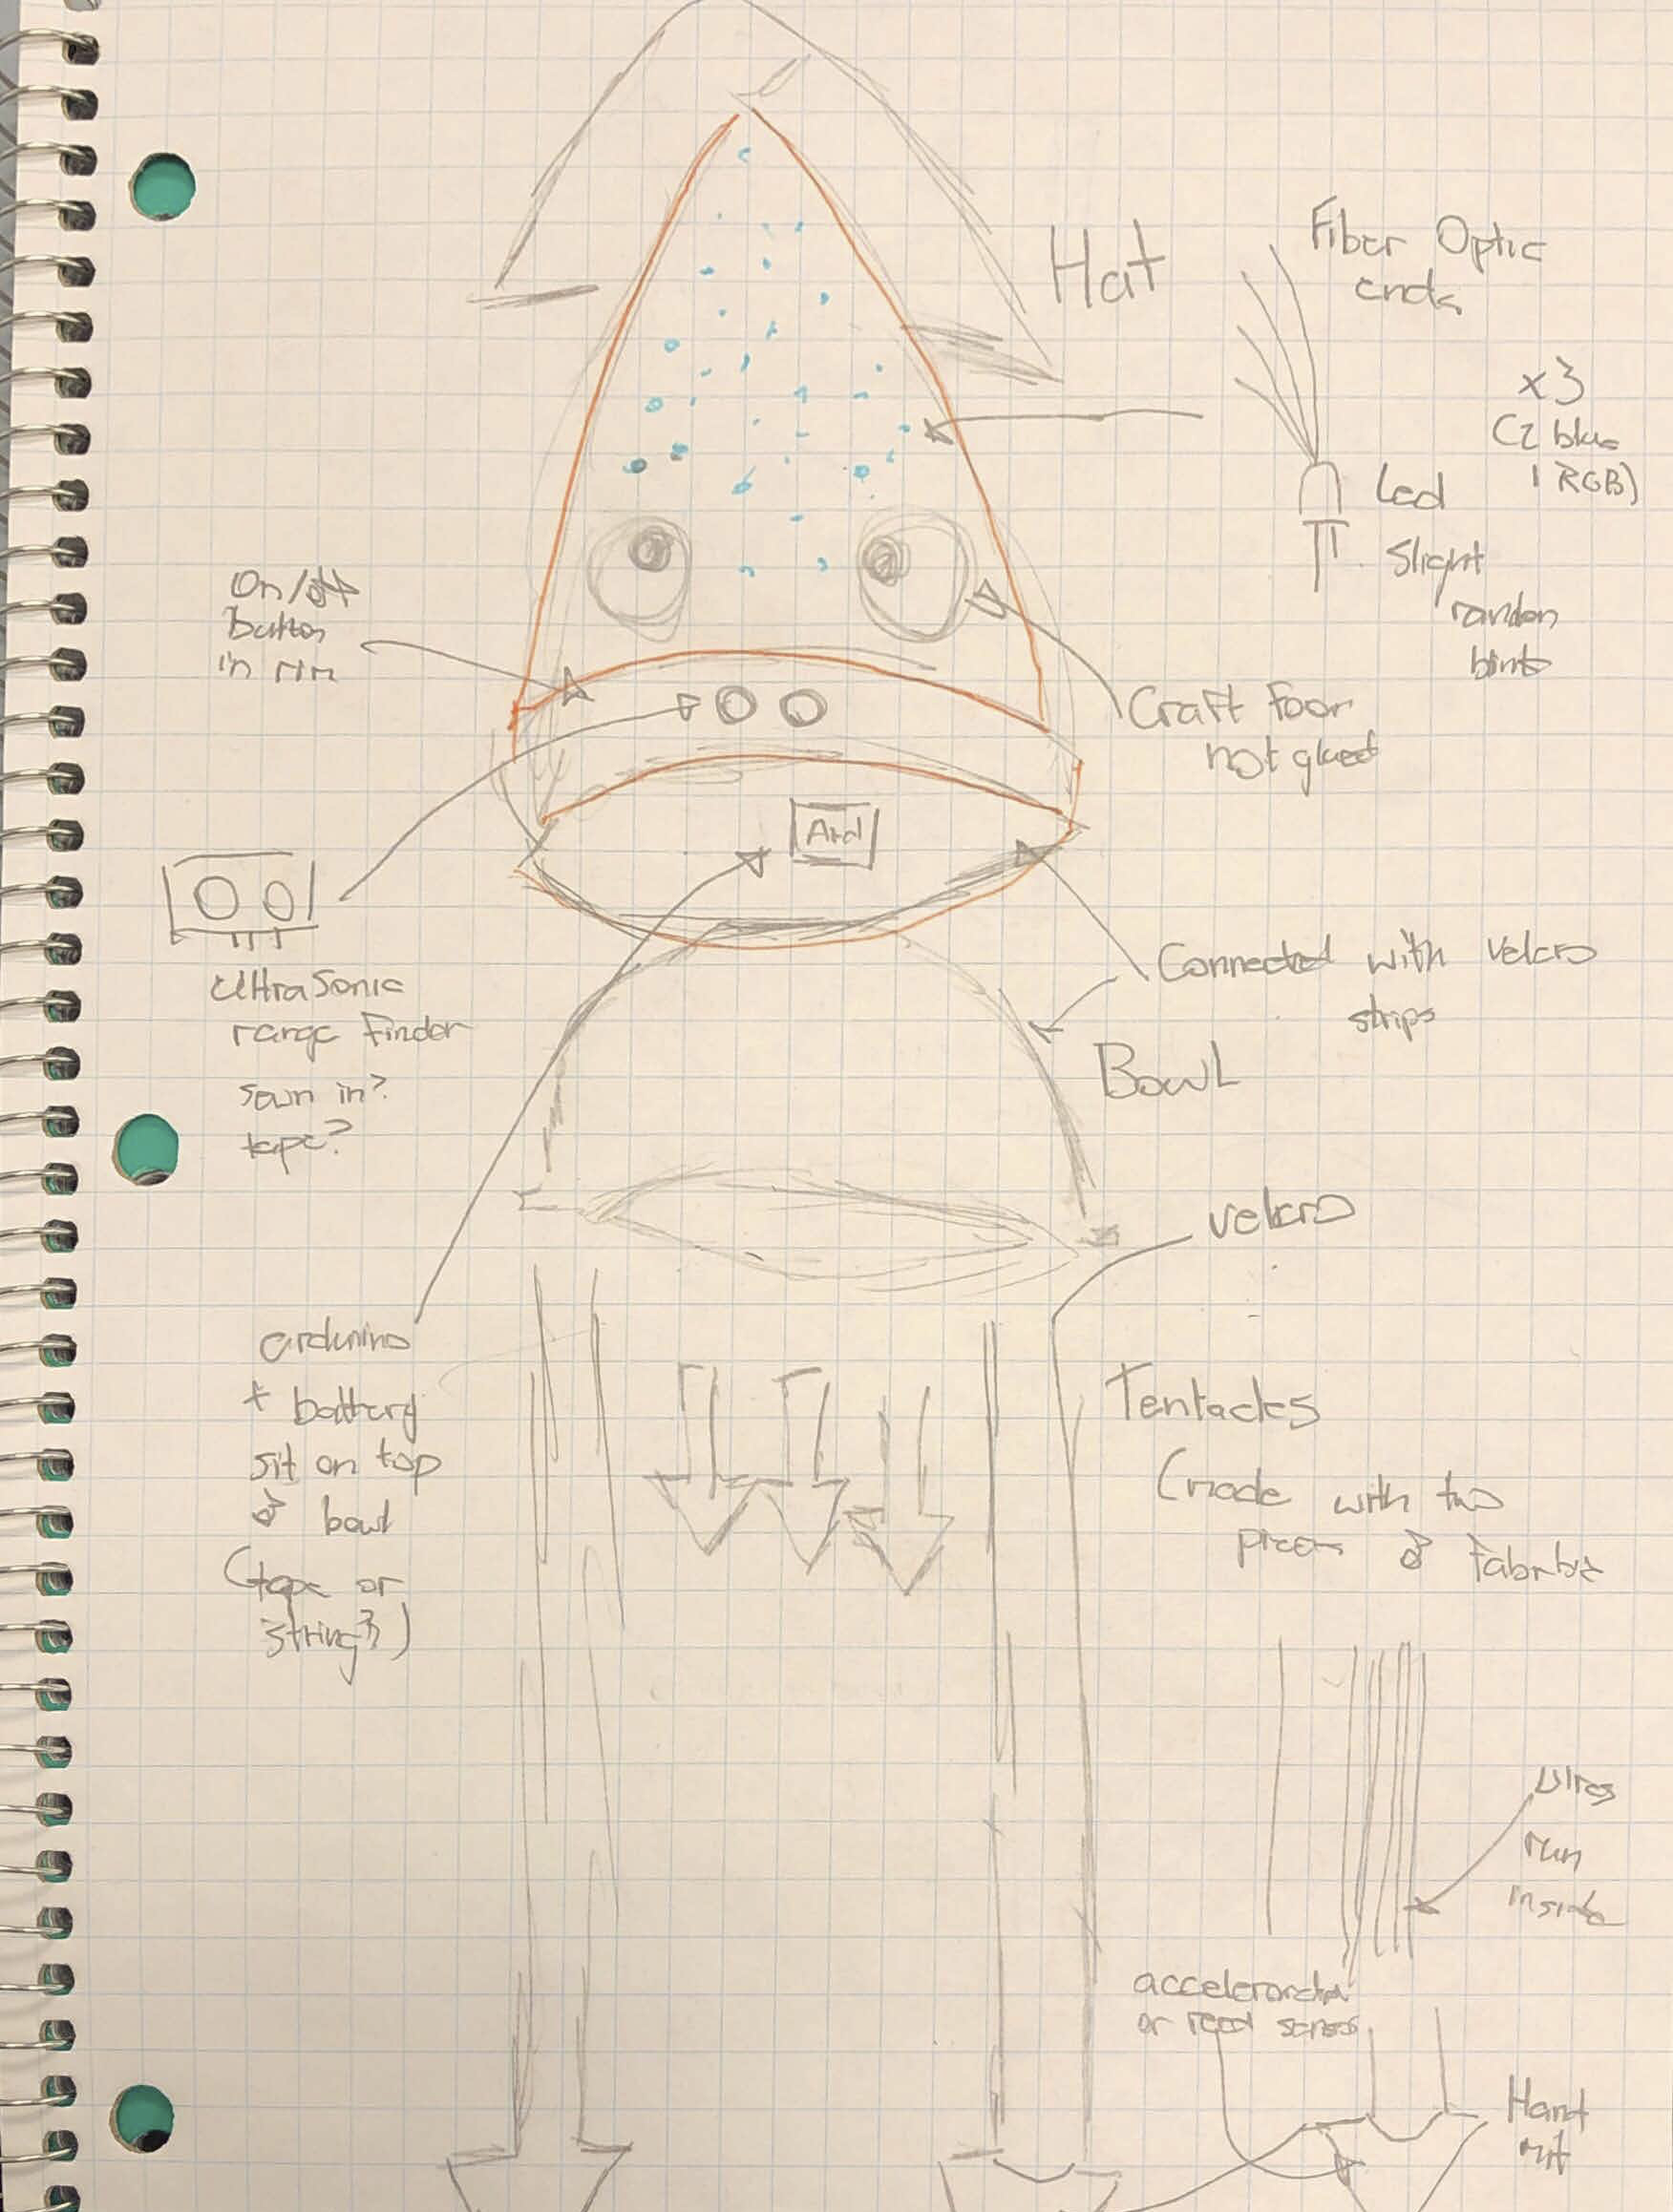 Hat
Fiber Optic
ends
x3
(2 blue
1 RGB)
Led
Slight
random
blinks
On/off
button
in rim
Craft Foam
not glued
Ard
Connected with velcro
strips
UltraSonic
range finder
sewn in?
tape?
Bowl
velcro
arduino
+ battery
sit on top
of bowl
(tape or
string?)
Tentacles
(made with two
pieces of Fabric
Wires
run
inside
accelerometer
or reed sensor
Hand